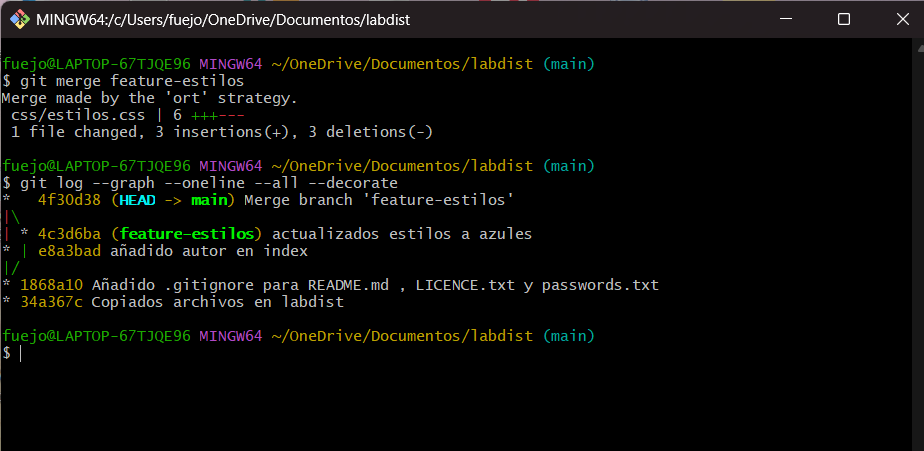 MINGW64:/c/Users/fuejo/OneDrive/Documentos/labdist
fuejo@LAPTOP-67TJQE96 MINGW64 ~/OneDrive/Documentos/labdist (main)
$ git merge feature-estilos
Merge made by the 'ort' strategy.
 css/estilos.css | 6 +++---
 1 file changed, 3 insertions(+), 3 deletions(-)
fuejo@LAPTOP-67TJQE96 MINGW64 ~/OneDrive/Documentos/labdist (main)
$ git log --graph --oneline --all --decorate
*   4f30d38 (HEAD -> main) Merge branch 'feature-estilos'
|\
| * 4c3d6ba (feature-estilos) actualizados estilos a azules
* | e8a3bad añadido autor en index
|/
* 1868a10 Añadido .gitignore para README.md , LICENCE.txt y passwords.txt
* 34a367c Copiados archivos en labdist
fuejo@LAPTOP-67TJQE96 MINGW64 ~/OneDrive/Documentos/labdist (main)
$